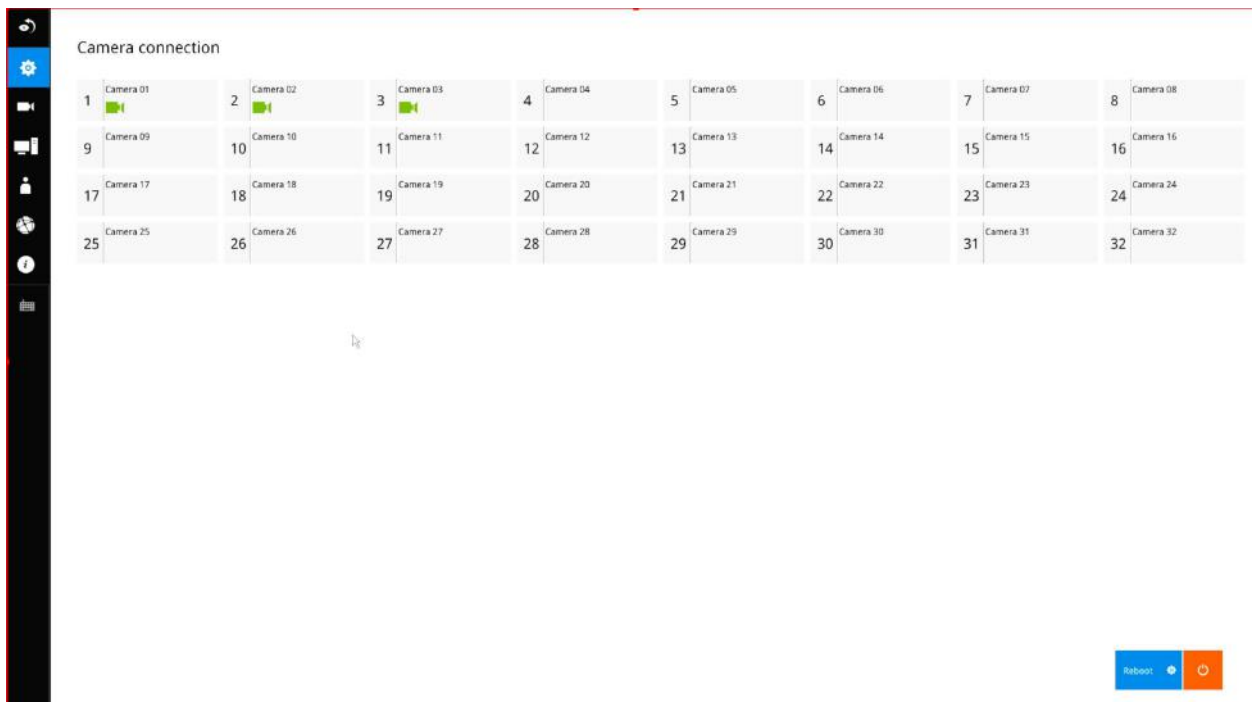 Camera connection
1 Camera 01 2 Camera 02 3 Camera 03 4 Camera 04 5 Camera 05 6 Camera 06 7 Camera 07 8 Camera 08
9 Camera 09 10 Camera 10 11 Camera 11 12 Camera 12 13 Camera 13 14 Camera 14 15 Camera 15 16 Camera 16
17 Camera 17 18 Camera 18 19 Camera 19 20 Camera 20 21 Camera 21 22 Camera 22 23 Camera 23 24 Camera 24
25 Camera 25 26 Camera 26 27 Camera 27 28 Camera 28 29 Camera 29 30 Camera 30 31 Camera 31 32 Camera 32
Reboot